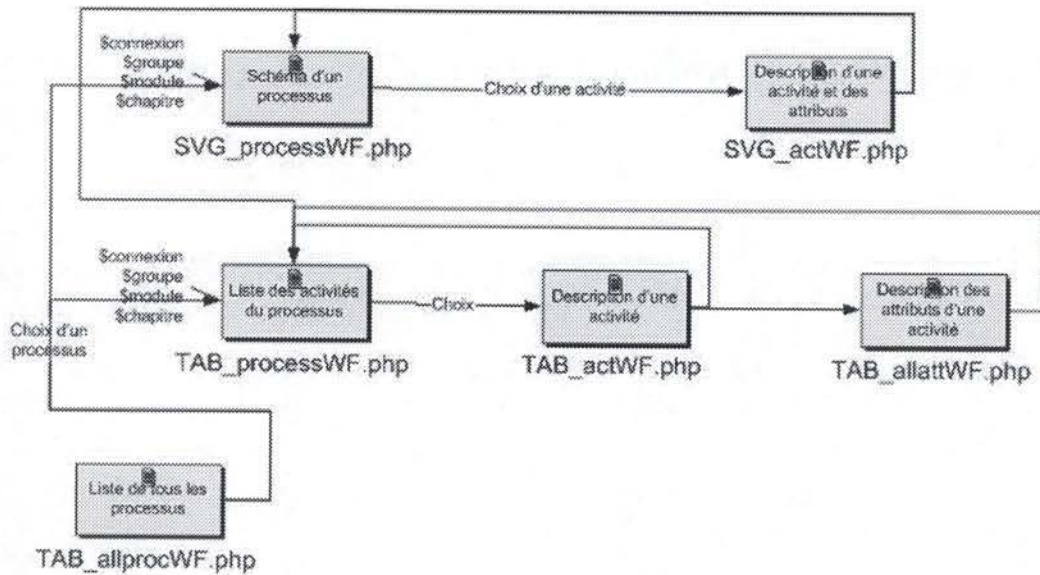 $connexion
$groupe
$module
$chapitre
Schéma d'un
processus
SVG_processWF.php
Choix d'une activité
Description d'une
activité et des
attributs
SVG_actWF.php
$connexion
$groupe
$module
$chapitre
Liste des activités
du processus
TAB_processWF.php
Choix
Description d'une
activité
TAB_actWF.php
Description des
attributs d'une
activité
TAB_allattWF.php
Choix d'un
processus
Liste de tous les
processus
TAB_allprocWF.php